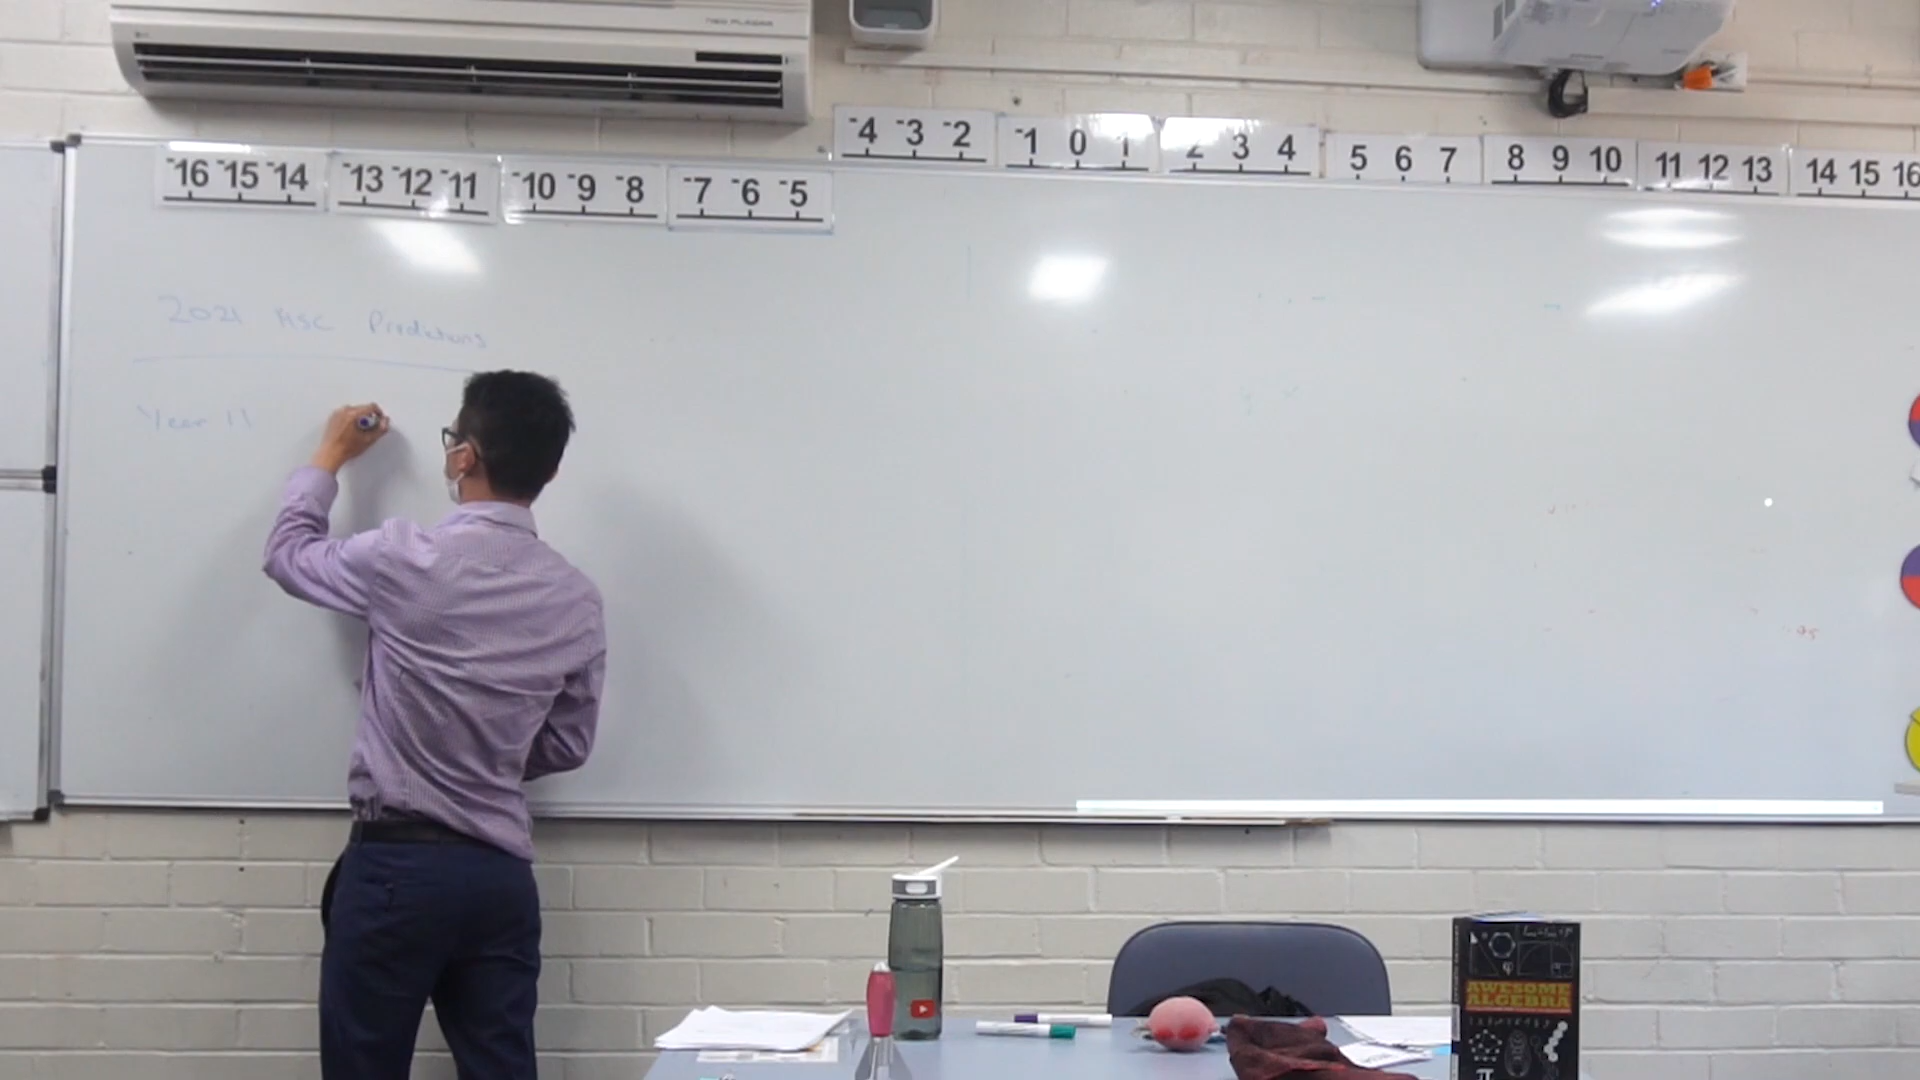 NEO PLASMA
-4 -3 -2 -1 0 1 2 3 4 5 6 7 8 9 10 11 12 13 14 15 16
-16 -15 -14 -13 -12 -11 -10 -9 -8 -7 -6 -5
2021 HSC Predictions
Year 11
AWESOME
ALGEBRA
π